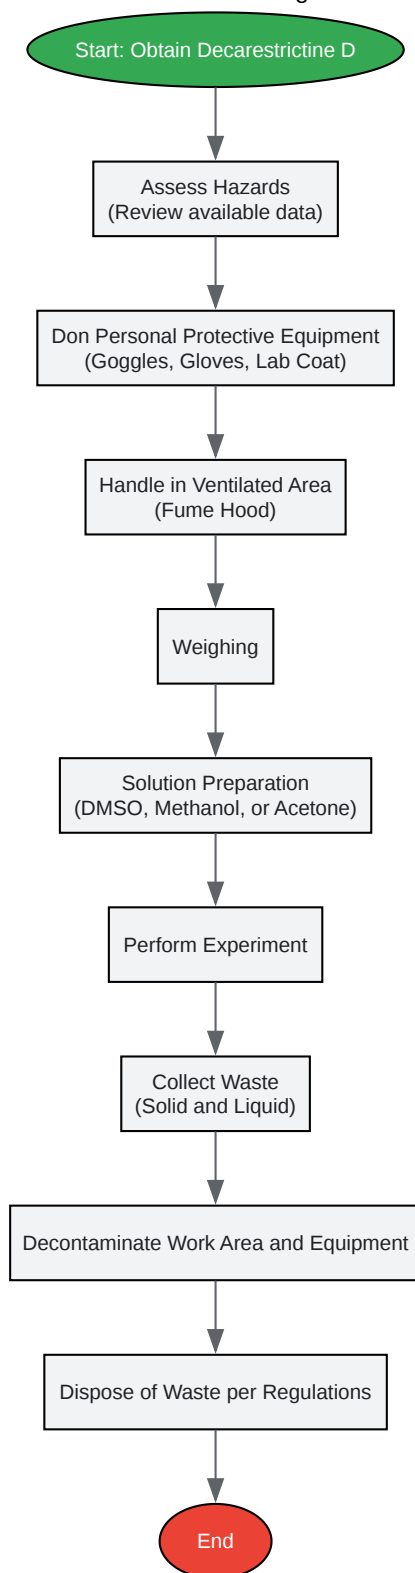 Start: Obtain Decarestrictine D
Assess Hazards
(Review available data)
Don Personal Protective Equipment
(Goggles, Gloves, Lab Coat)
Handle in Ventilated Area
(Fume Hood)
Weighing
Solution Preparation
(DMSO, Methanol, or Acetone)
Perform Experiment
Collect Waste
(Solid and Liquid)
Decontaminate Work Area and Equipment
Dispose of Waste per Regulations
End